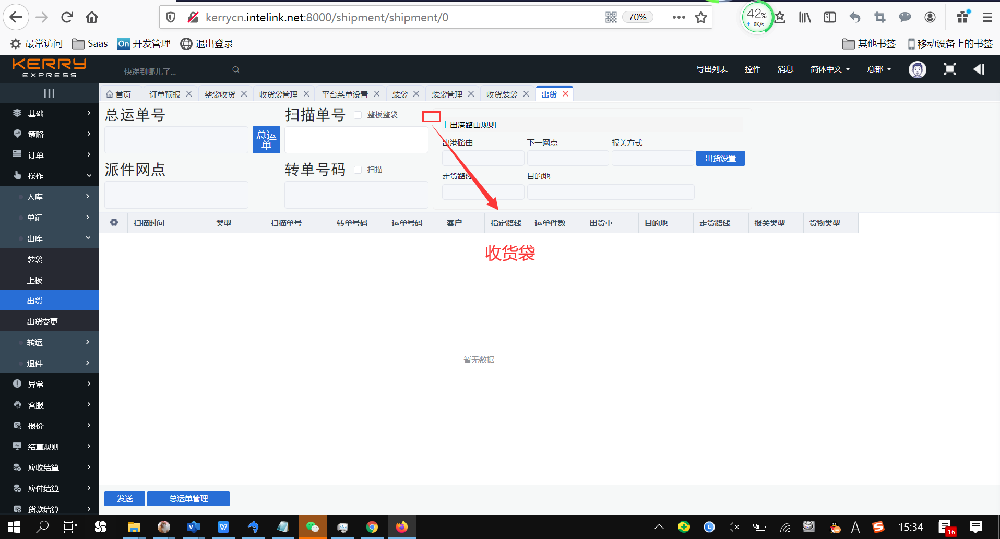 kerrycn.intelink.net:8000/shipment/shipment/0
70%
42%
0K/s
最常访问
Saas
On 开发管理
退出登录
其他书签
移动设备上的书签
KERRY
EXPRESS
快递到哪儿了...
导出列表
控件
消息
简体中文
总部
首页
订单预报
整袋收货
收货袋管理
平台菜单设置
装袋
装袋管理
收货装袋
出货
基础
策略
订单
操作
入库
单证
出库
装袋
上板
出货
出货变更
转运
退件
异常
客服
报价
结算规则
应收结算
应付结算
货款结算
总运单号
总运单
扫描单号
整板整袋
派件网点
转单号码
扫描
出港路由规则
出港路由
下一网点
报关方式
出货设置
走货路线
目的地
扫描时间
类型
扫描单号
转单号码
运单号码
客户
指定路线
运单件数
出货重
目的地
走货路线
报关类型
货物类型
收货袋
暂无数据
发送
总运单管理
A
15:34
16